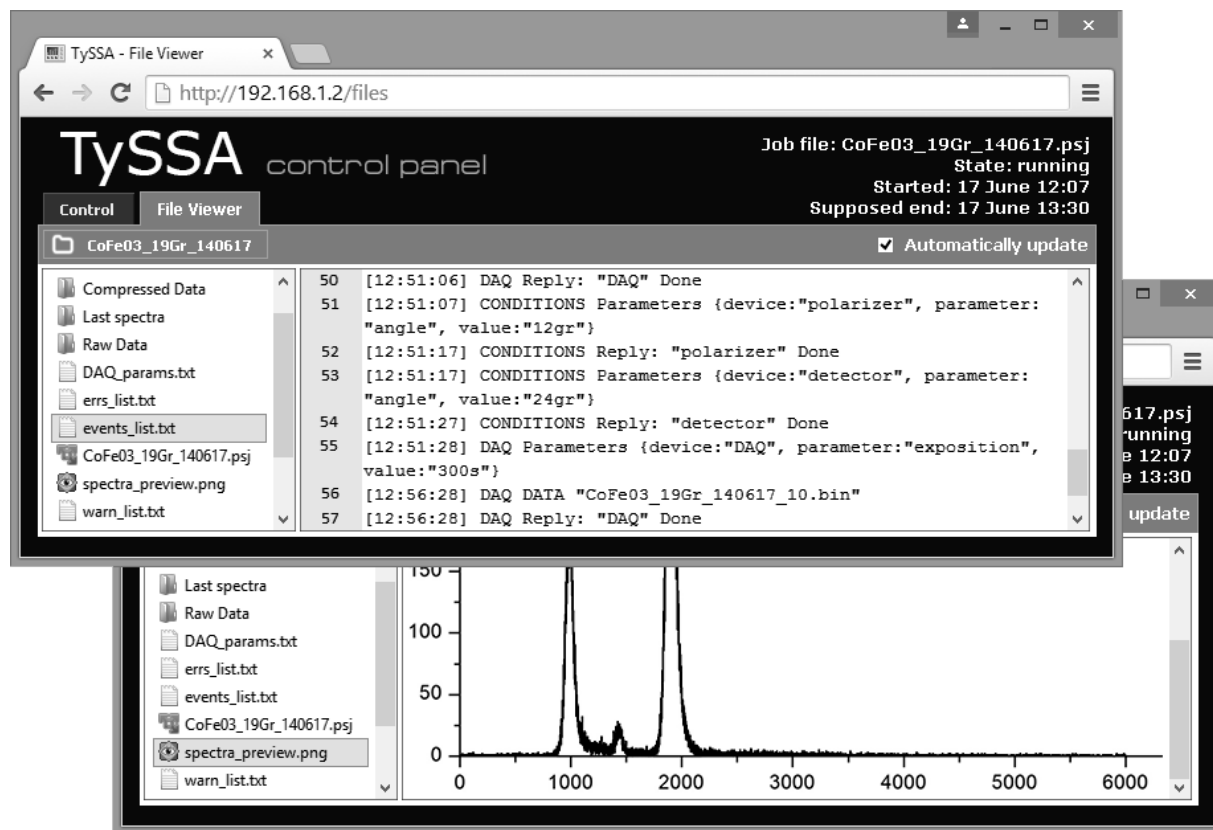 TySSA - File Viewer
http://192.168.1.2/files
TySSA control panel
Job file: CoFe03_19Gr_140617.psj
State: running
Started: 17 June 12:07
Supposed end: 17 June 13:30
Control File Viewer
CoFe03_19Gr_140617
Automatically update
Compressed Data
Last spectra
Raw Data
DAQ_params.txt
errs_list.txt
events_list.txt
CoFe03_19Gr_140617.psj
spectra_preview.png
warn_list.txt
50 [12:51:06] DAQ Reply: "DAQ" Done
51 [12:51:07] CONDITIONS Parameters {device:"polarizer", parameter:
"angle", value:"12gr"}
52 [12:51:17] CONDITIONS Reply: "polarizer" Done
53 [12:51:17] CONDITIONS Parameters {device:"detector", parameter:
"angle", value:"24gr"}
54 [12:51:27] CONDITIONS Reply: "detector" Done
55 [12:51:28] DAQ Parameters {device:"DAQ", parameter:"exposition",
value:"300s"}
56 [12:56:28] DAQ DATA "CoFe03_19Gr_140617_10.bin"
57 [12:56:28] DAQ Reply: "DAQ" Done
617.psj
running
e 12:07
e 13:30
update
Last spectra
Raw Data
DAQ_params.txt
errs_list.txt
events_list.txt
CoFe03_19Gr_140617.psj
spectra_preview.png
warn_list.txt
150
100
50
0
0 1000 2000 3000 4000 5000 6000